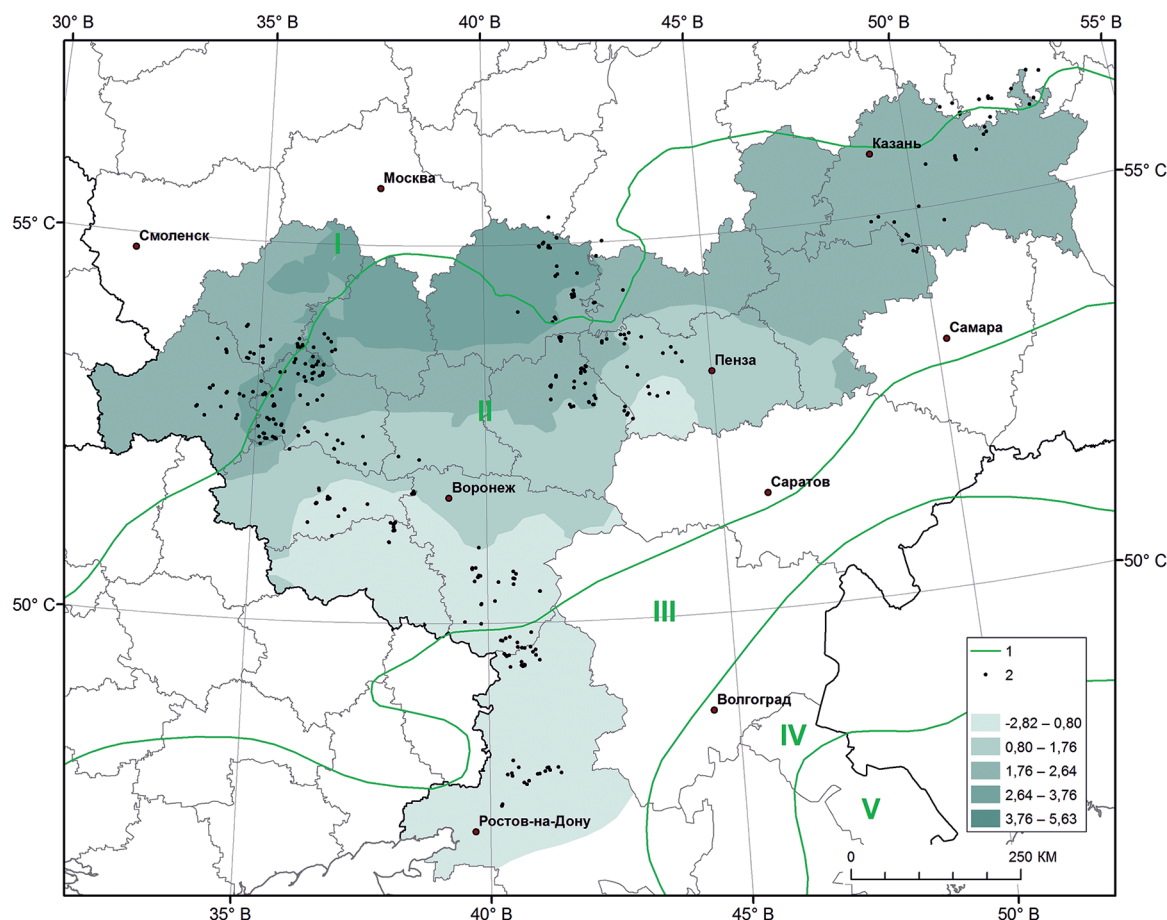 30° В 35° В 40° В 45° В 50° В 55° В
Казань
Москва
55° С
55° С
Смоленск
I
Самара
Пенза
II
Саратов
Воронеж
50° С
50° С
III
1
2
Волгоград
-2,82 – 0,80
IV
0,80 – 1,76
1,76 – 2,64
2,64 – 3,76
V
3,76 – 5,63
Ростов-на-Дону
0 250 КМ
35° В 40° В 45° В 50° В